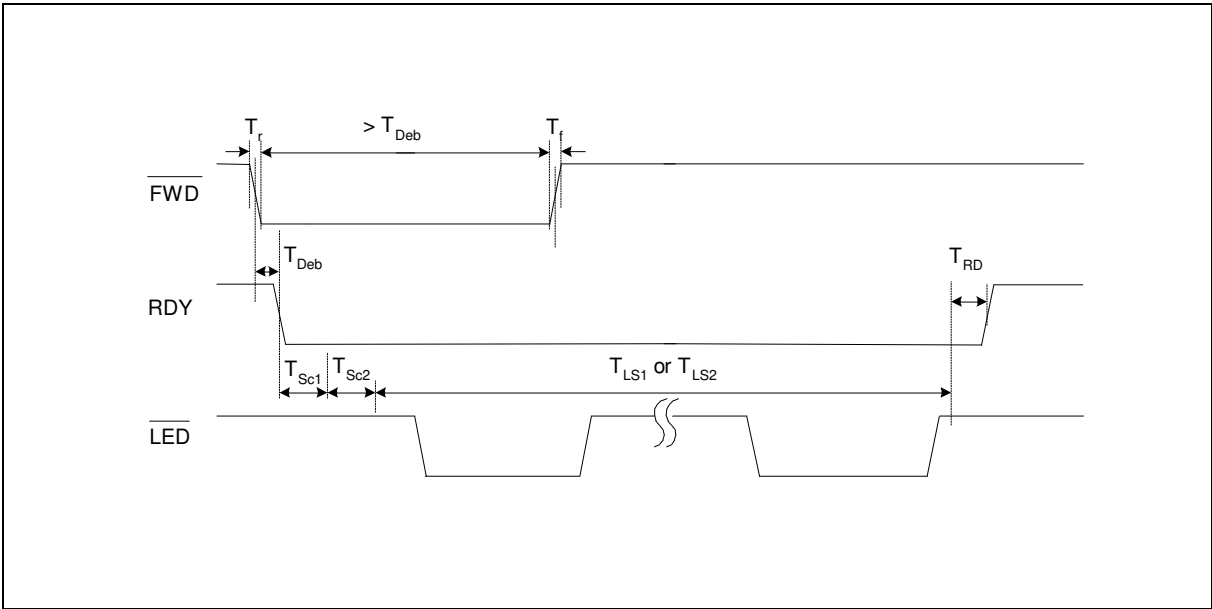 Tr > TDeb Tf
FWD
TDeb
TRD
RDY
TSc1 TSc2 TLS1 or TLS2
LED